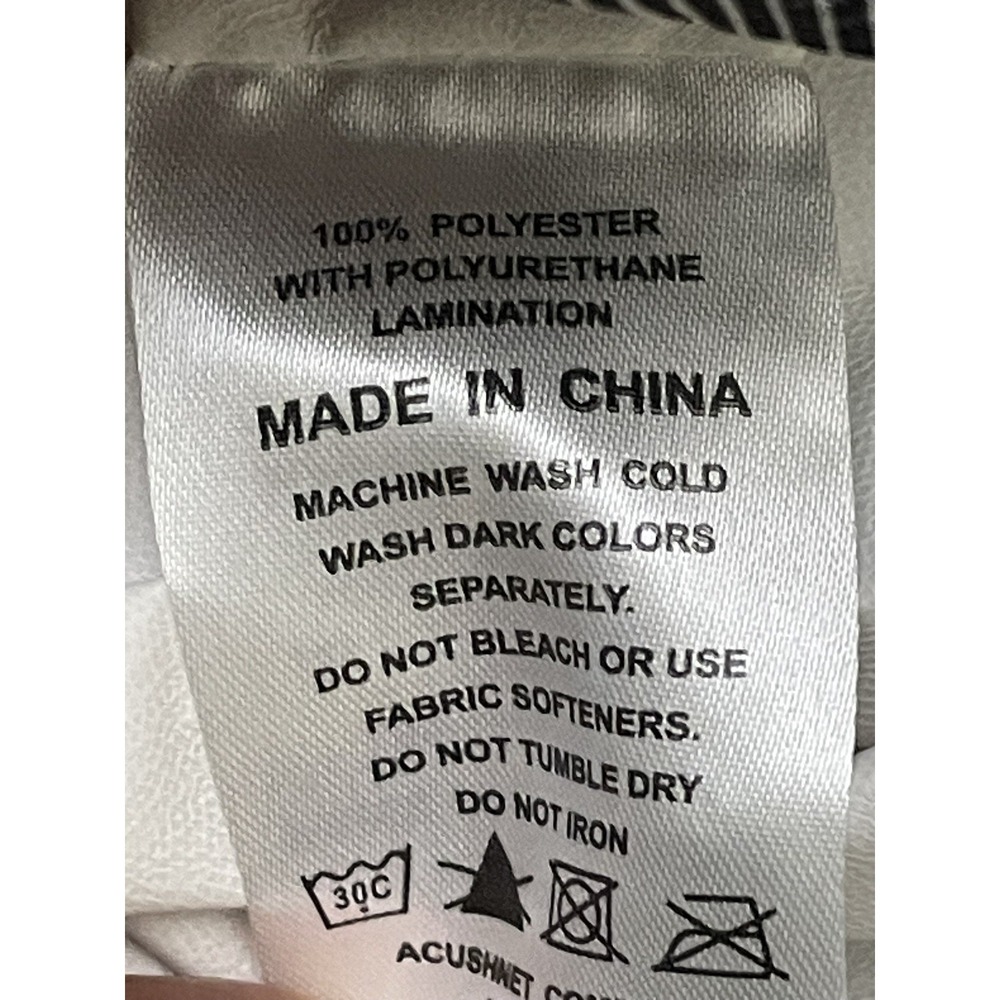 100% POLYESTER
WITH POLYURETHANE
LAMINATION
MADE IN CHINA
MACHINE WASH COLD
WASH DARK COLORS
SEPARATELY.
DO NOT BLEACH OR USE
FABRIC SOFTENERS.
DO NOT TUMBLE DRY
DO NOT IRON
30C
ACUSHNET